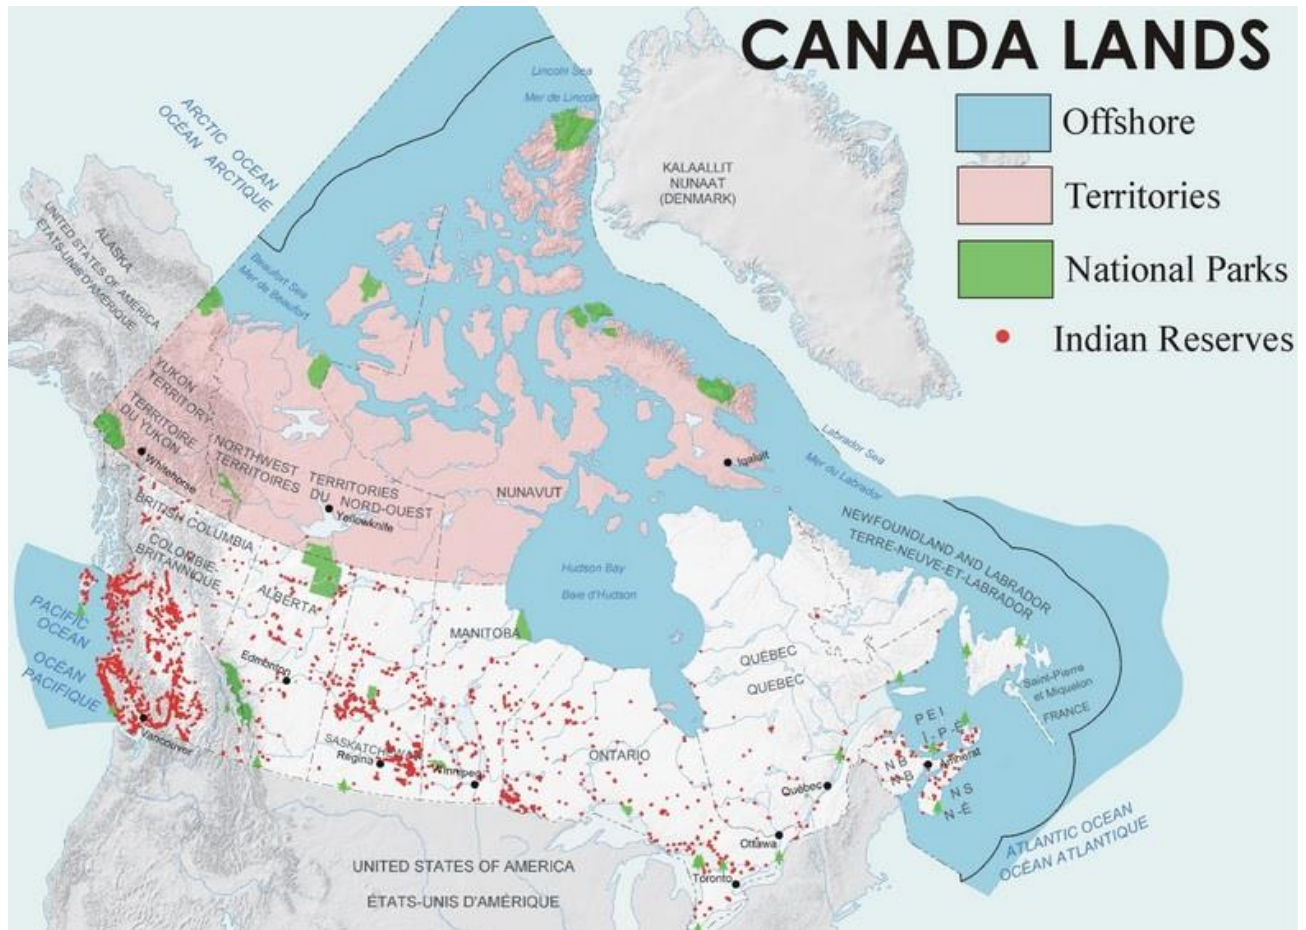 CANADA LANDS
Offshore
Territories
National Parks
Indian Reserves
Lincoln Sea
Mer de Lincoln
ARCTIC OCEAN
OCÉAN ARCTIQUE
KALAALLIT
NUNAAT
(DENMARK)
ALASKA
UNITED STATES OF AMERICA
ÉTATS-UNIS D'AMÉRIQUE
Beaufort Sea
Mer de Beaufort
YUKON
TERRITORY
TERRITOIRE
DU YUKON
Whitehorse
NORTHWEST TERRITORIES
TERRITOIRES DU NORD-OUEST
Yellowknife
NUNAVUT
Iqaluit
Labrador Sea
Mer du Labrador
NEWFOUNDLAND AND LABRADOR
TERRE-NEUVE-ET-LABRADOR
BRITISH COLUMBIA
COLOMBIE-
BRITANNIQUE
ALBERTA
Hudson Bay
Baie d'Hudson
PACIFIC
OCEAN
OCÉAN
PACIFIQUE
MANITOBA
Edmonton
QUÉBEC
QUEBEC
Saint-Pierre
et Miquelon
FRANCE
PEI
I-P-É
Vancouver
SASKATCHEWAN
Regina
Winnipeg
ONTARIO
N B
N-B
Amherst
Québec
N S
N-É
Ottawa
Toronto
ATLANTIC OCEAN
OCÉAN ATLANTIQUE
UNITED STATES OF AMERICA
ÉTATS-UNIS D'AMÉRIQUE